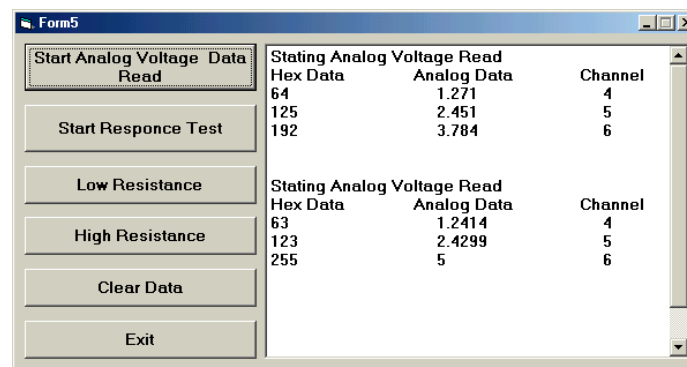 Form5
Start Analog Voltage Data
Read
Start Responce Test
Low Resistance
High Resistance
Clear Data
Exit
Stating Analog Voltage Read
Hex Data Analog Data Channel
64 1.271 4
125 2.451 5
192 3.784 6
Stating Analog Voltage Read
Hex Data Analog Data Channel
63 1.2414 4
123 2.4299 5
255 5 6